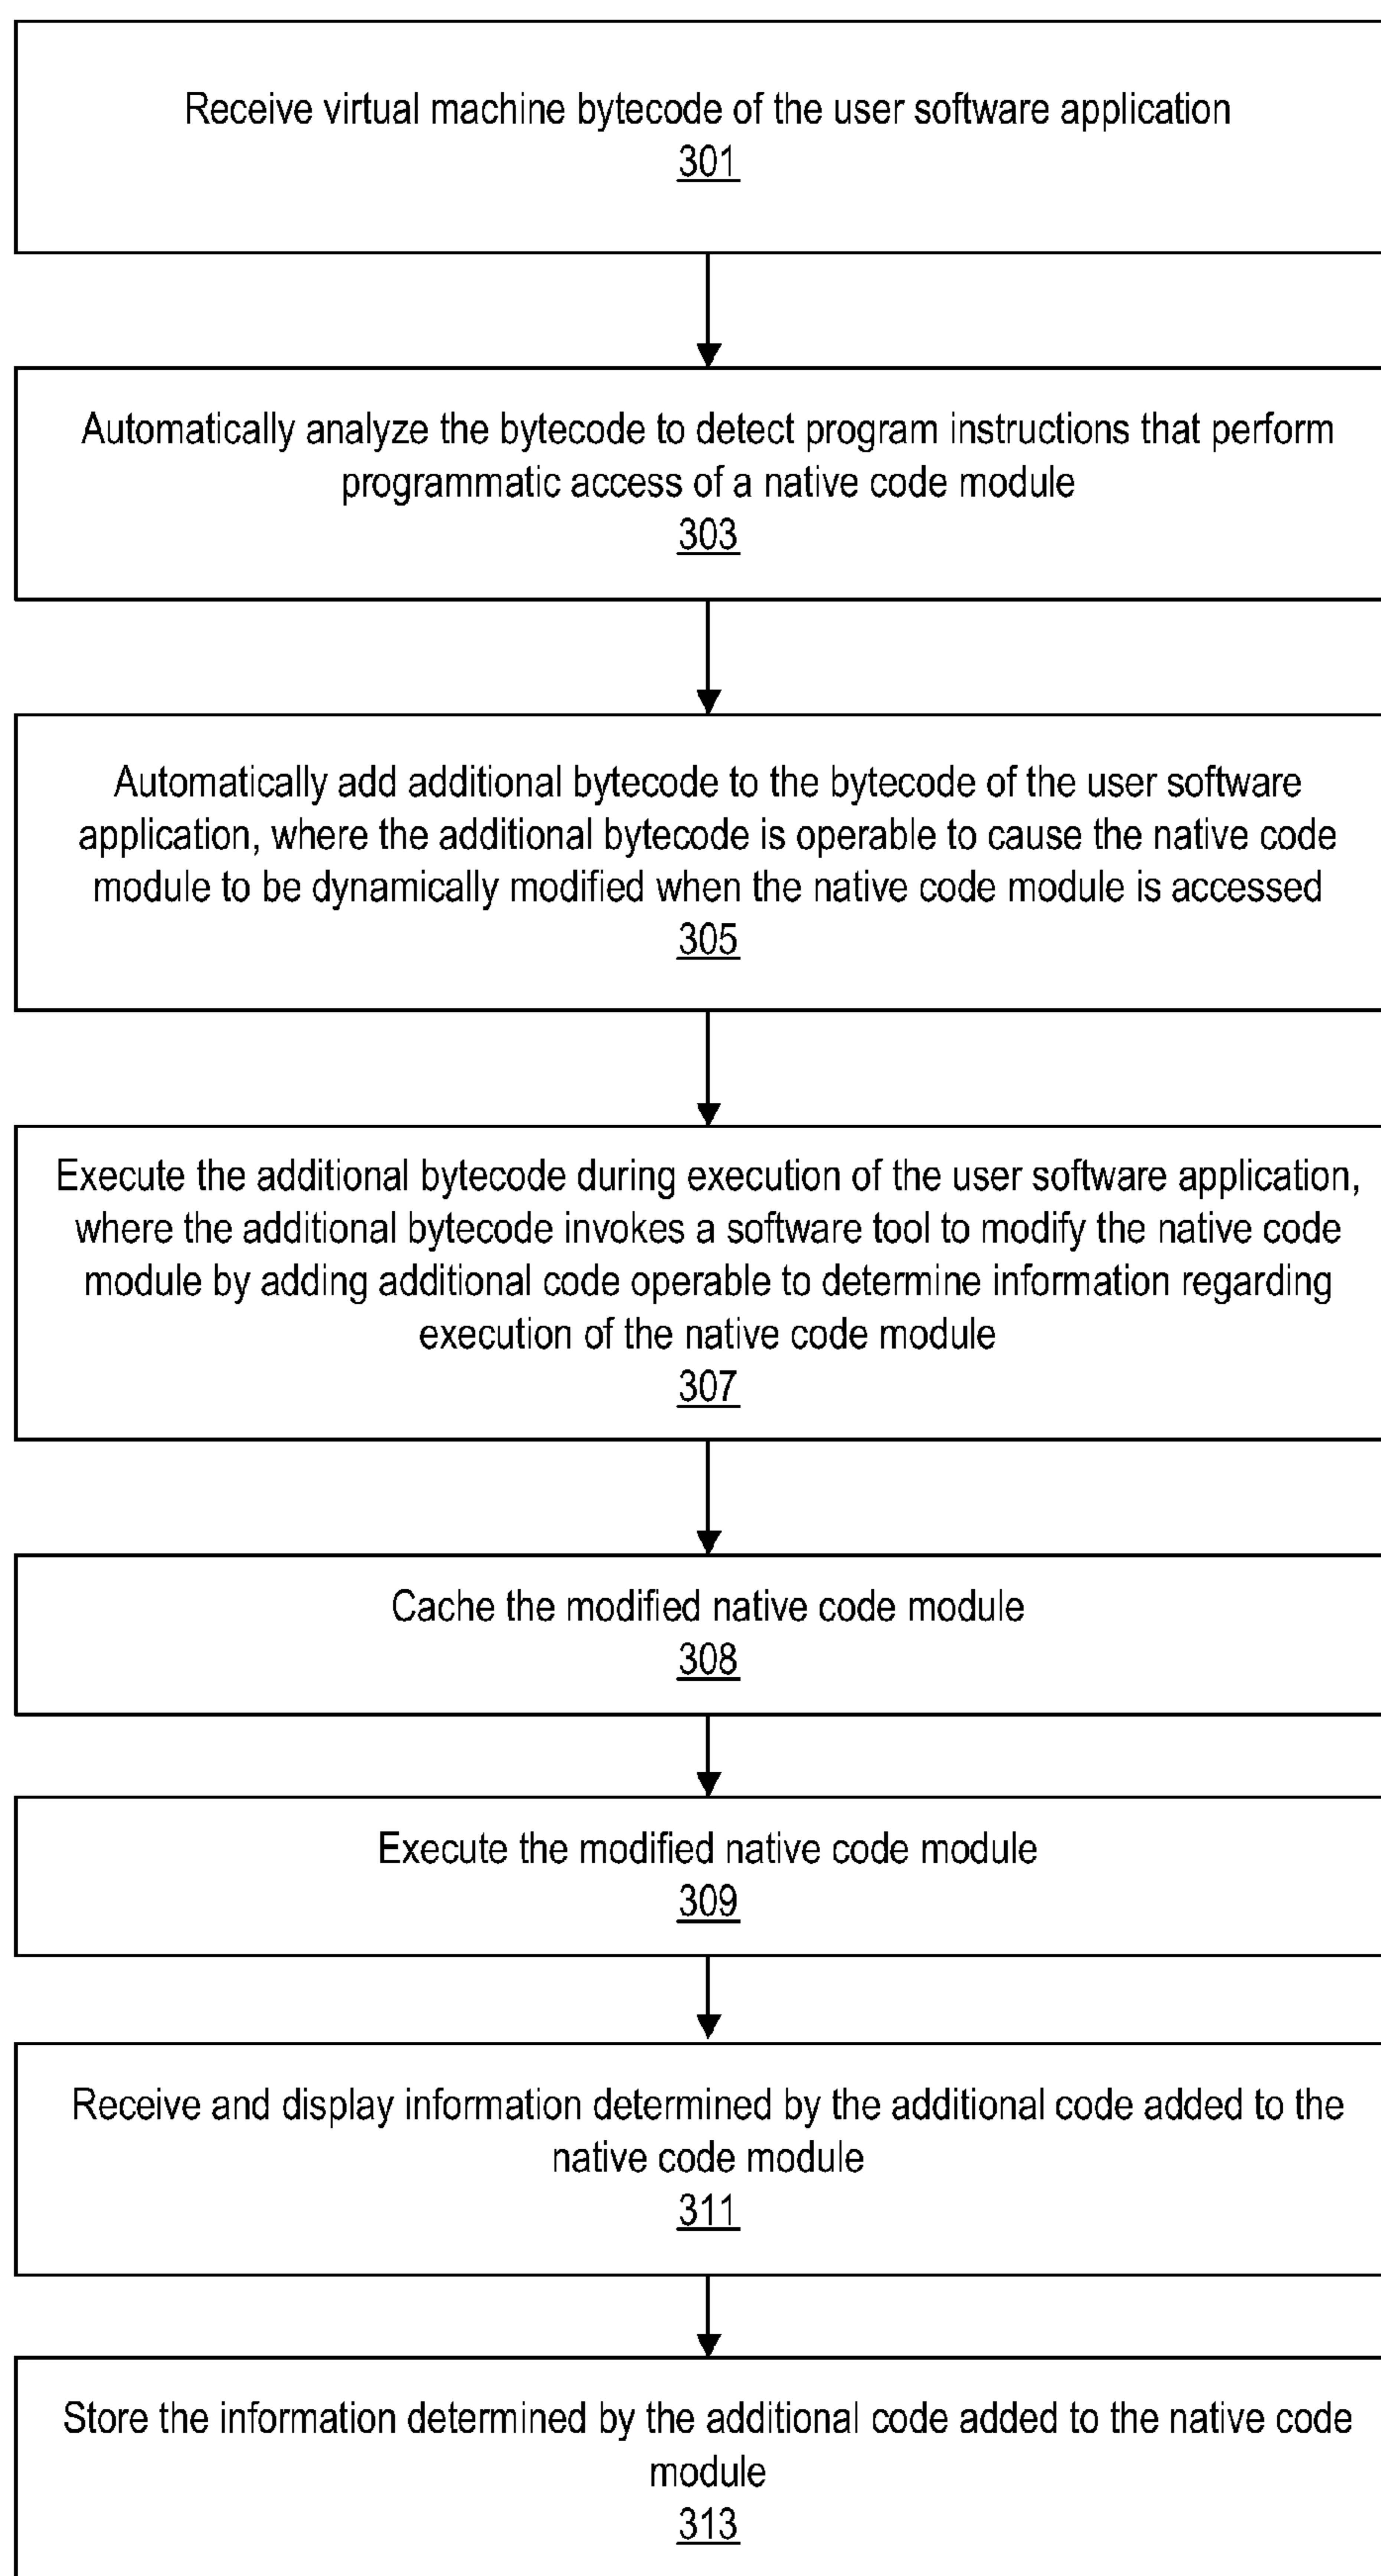 Receive virtual machine bytecode of the user software application
301
Automatically analyze the bytecode to detect program instructions that perform
programmatic access of a native code module
303
Automatically add additional bytecode to the bytecode of the user software
application, where the additional bytecode is operable to cause the native code
module to be dynamically modified when the native code module is accessed
305
Execute the additional bytecode during execution of the user software application,
where the additional bytecode invokes a software tool to modify the native code
module by adding additional code operable to determine information regarding
execution of the native code module
307
Cache the modified native code module
308
Execute the modified native code module
309
Receive and display information determined by the additional code added to the
native code module
311
Store the information determined by the additional code added to the native code
module
313